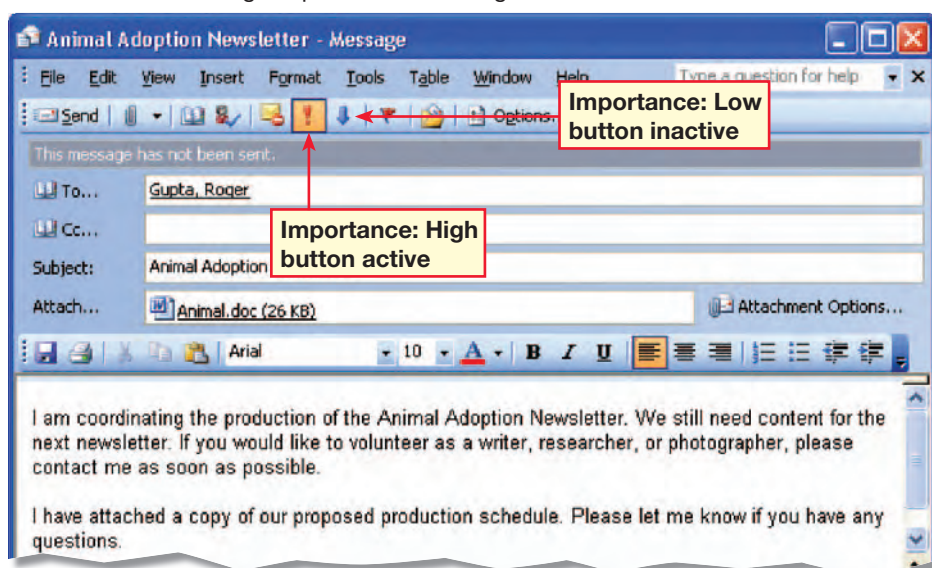 Animal Adoption Newsletter - Message
File Edit View Insert Format Tools Table Window Help Type a question for help
Send Options...
Importance: Low
button inactive
This message has not been sent.
To... Gupta, Roger
Cc...
Importance: High
button active
Subject: Animal Adoption
Attach... Animal.doc (26 KB) Attachment Options...
Arial 10 A B I U
I am coordinating the production of the Animal Adoption Newsletter. We still need content for the
next newsletter. If you would like to volunteer as a writer, researcher, or photographer, please
contact me as soon as possible.
I have attached a copy of our proposed production schedule. Please let me know if you have any
questions.